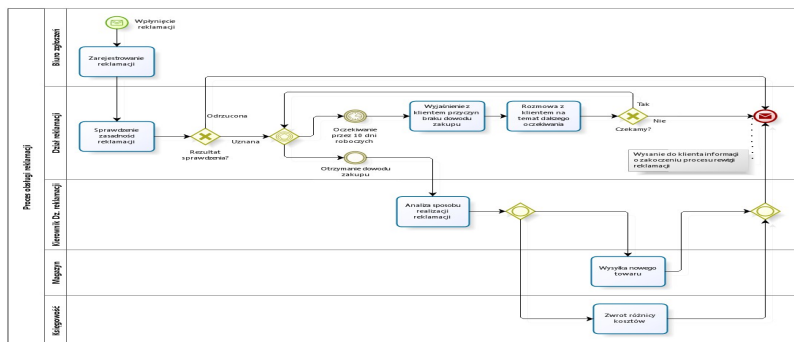 Proces obsługi reklamacji
Biuro zgłoszeń
Wpłynięcie
reklamacji
Zarejestrowanie
reklamacji
Dział reklamacji
Sprawdzenie
zasadności
reklamacji
Rezultat
sprawdzenia?
Odrzucona
Uznana
Oczekiwanie
przez 10 dni
roboczych
Otrzymanie dowodu
zakupu
Wyjaśnienie z
klientem przyczyn
braku dowodu
zakupu
Rozmowa z
klientem na
temat dalszego
oczekiwania
Tak
Nie
Czekamy?
Wysanie do klienta informagi
o zakoczeniu procesu rewigi
reklamacji
Kierownik Dz. reklamacji
Analiza sposobu
realizacji
reklamacji
Magazyn
Wysyłka nowego
towaru
Księgowość
Zwrot różnicy
kosztów